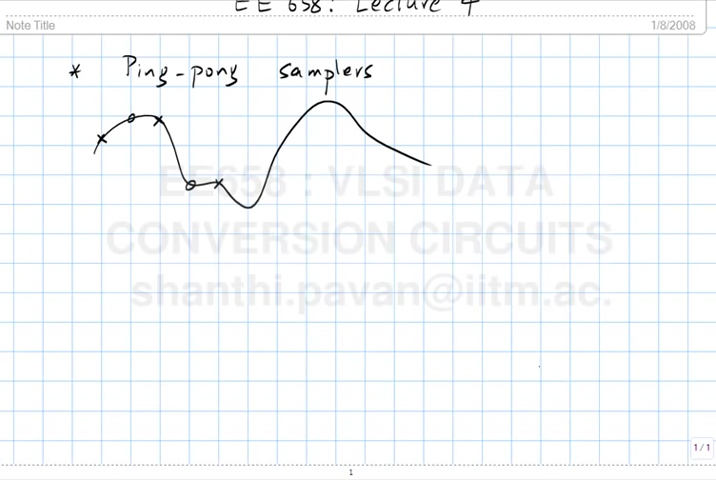 EE 658: Lecture 4
Note Title
1/8/2008
* Ping-pong samplers
EE658 : VLSI DATA
CONVERSION CIRCUITS
shanthi.pavan@iitm.ac.
1/1
1